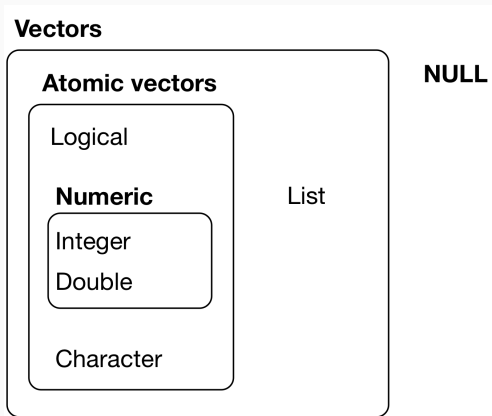 Vectors
NULL
Atomic vectors
Logical
Numeric
List
Integer
Double
Character